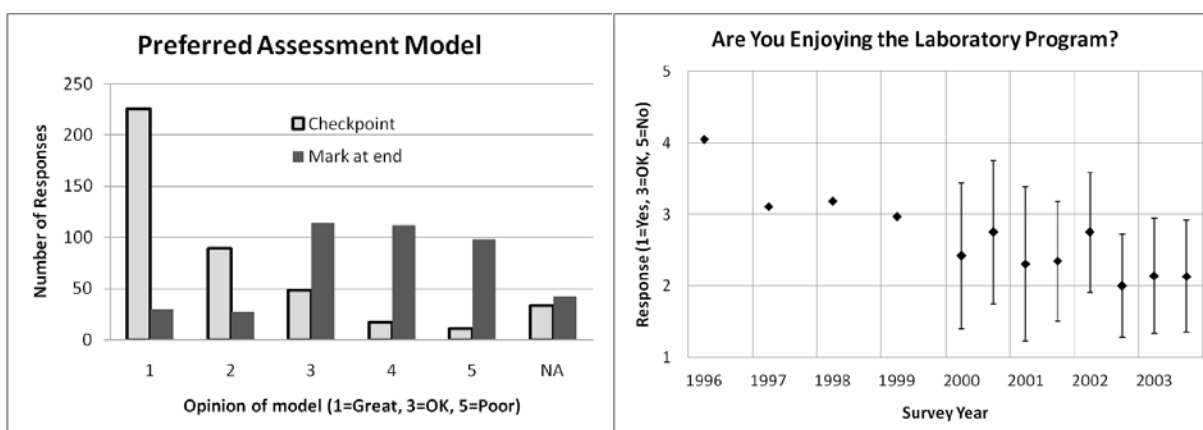 Preferred Assessment Model
250
200
150
100
50
0
Number of Responses
Checkpoint
Mark at end
1 2 3 4 5 NA
Opinion of model (1=Great, 3=OK, 5=Poor)
Are You Enjoying the Laboratory Program?
5
4
3
2
1
Response (1=Yes, 3=OK, 5=No)
1996 1997 1998 1999 2000 2001 2002 2003
Survey Year